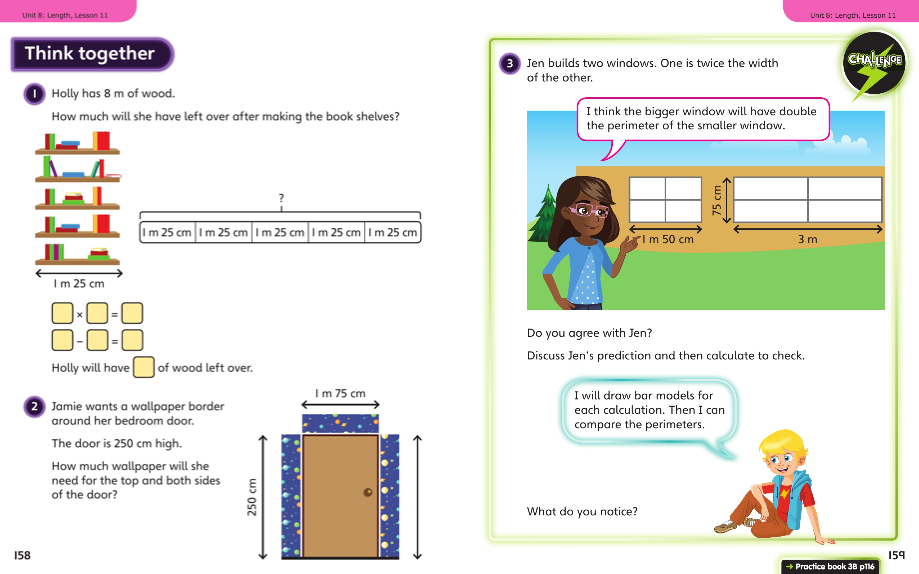 Unit 8: Length, Lesson 11
Think together
1 Holly has 8 m of wood.
How much will she have left over after making the book shelves?
?
1 m 25 cm 1 m 25 cm 1 m 25 cm 1 m 25 cm 1 m 25 cm
1 m 25 cm
× =
− =
Holly will have of wood left over.
2 Jamie wants a wallpaper border
around her bedroom door.
The door is 250 cm high.
How much wallpaper will she
need for the top and both sides
of the door?
1 m 75 cm
250 cm
158
Unit 8: Length, Lesson 11
CHALLENGE
3 Jen builds two windows. One is twice the width
of the other.
I think the bigger window will have double
the perimeter of the smaller window.
75 cm
1 m 50 cm
3 m
Do you agree with Jen?
Discuss Jen's prediction and then calculate to check.
I will draw bar models for
each calculation. Then I can
compare the perimeters.
What do you notice?
159
→ Practice book 3B p116